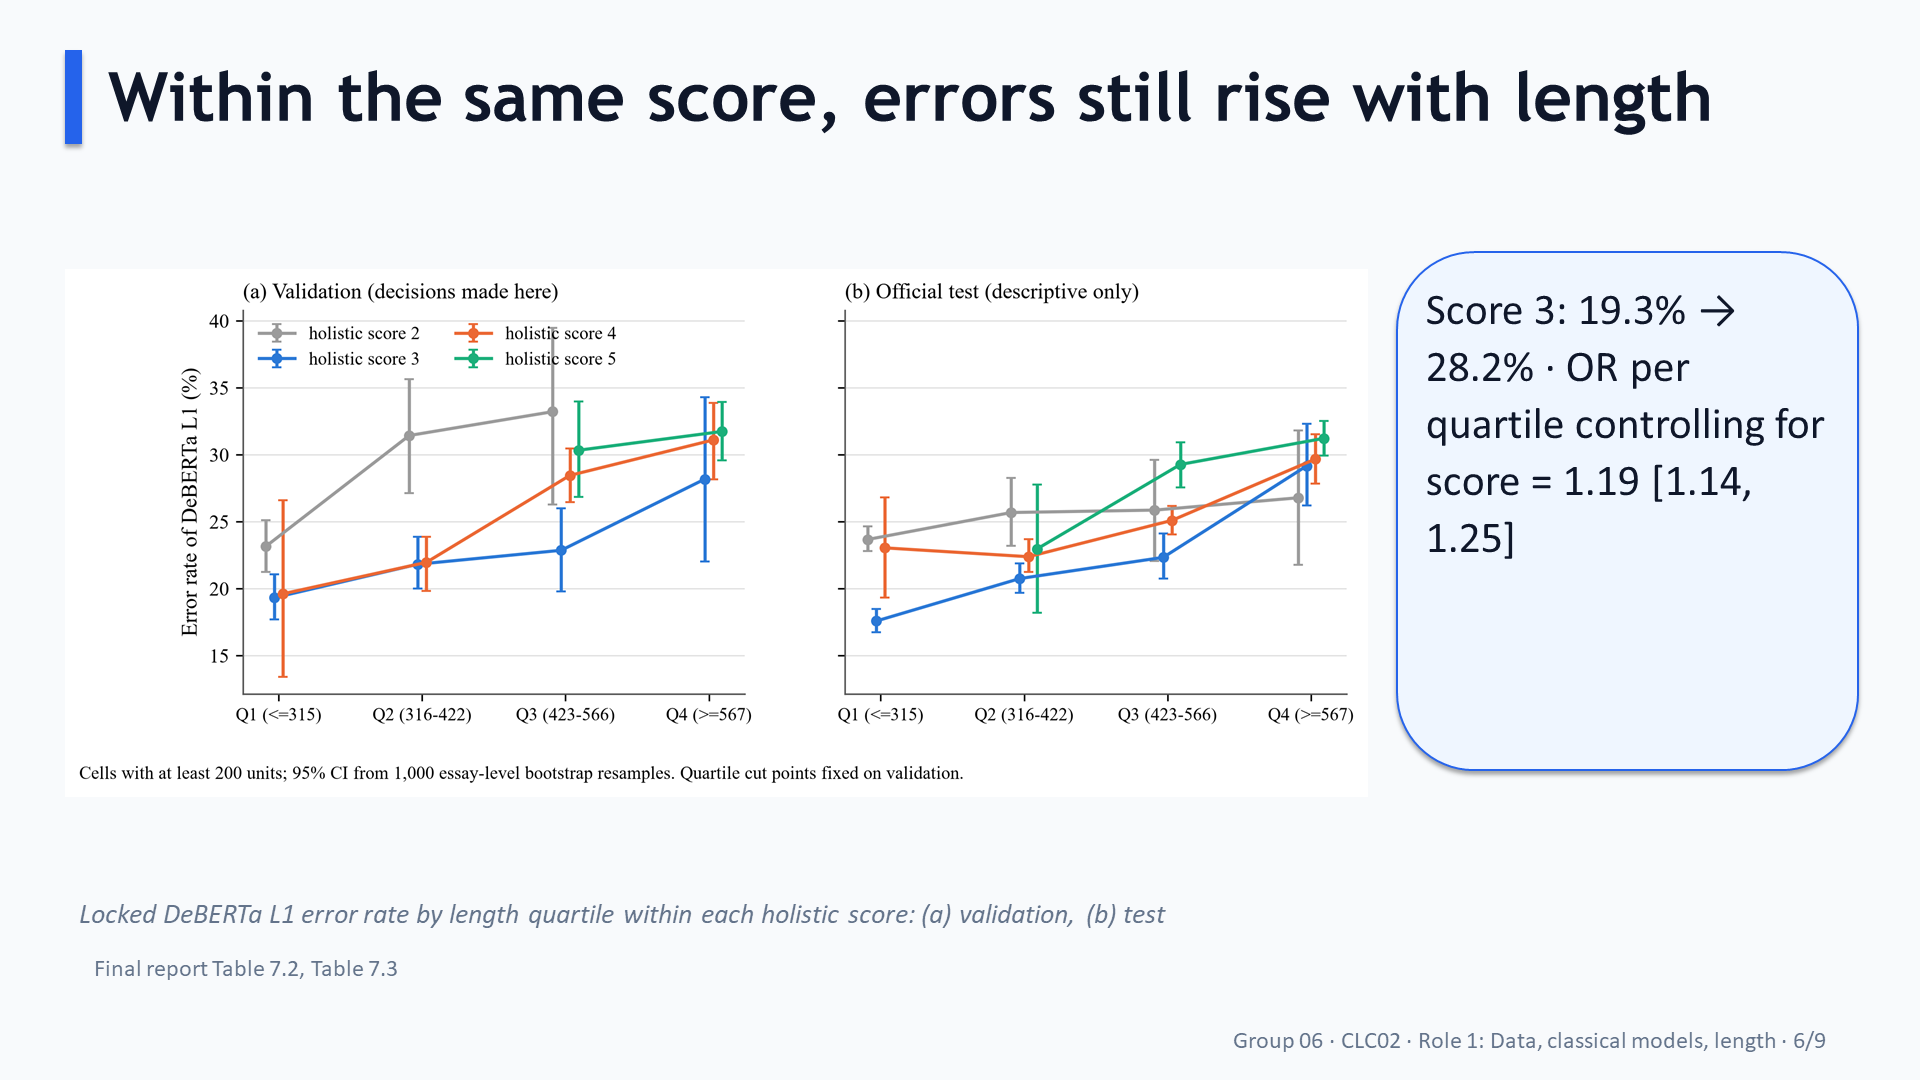 Within the same score, errors still rise with length
(a) Validation (decisions made here)
40
35
30
25
20
15
Error rate of DeBERTa L1 (%)
holistic score 2
holistic score 3
holistic score 4
holistic score 5
Q1 (<=315)
Q2 (316-422)
Q3 (423-566)
Q4 (>=567)
(b) Official test (descriptive only)
Q1 (<=315)
Q2 (316-422)
Q3 (423-566)
Q4 (>=567)
Cells with at least 200 units; 95% CI from 1,000 essay-level bootstrap resamples. Quartile cut points fixed on validation.
Score 3: 19.3% →
28.2% · OR per
quartile controlling for
score = 1.19 [1.14,
1.25]
Locked DeBERTa L1 error rate by length quartile within each holistic score: (a) validation, (b) test
Final report Table 7.2, Table 7.3
Group 06 · CLC02 · Role 1: Data, classical models, length · 6/9